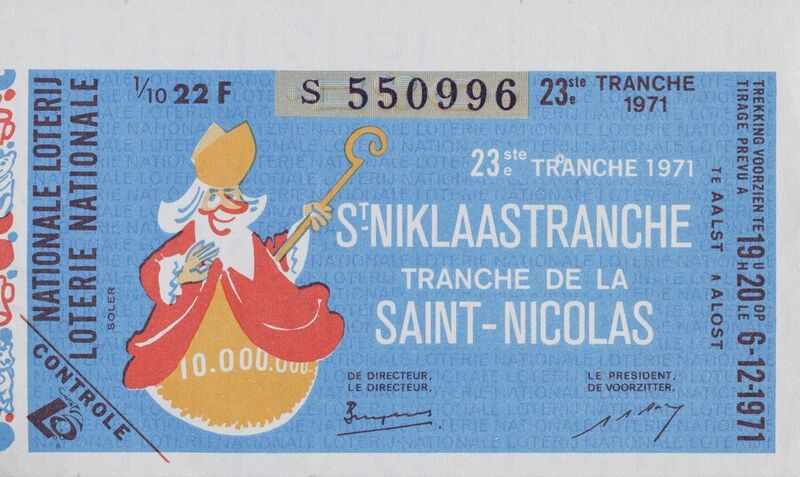 NATIONALE LOTERIJ
LOTERIE NATIONALE
SOLER
CONTROLE
1/10 22 F
S 550996
23ste/e TRANCHE
1971
23ste/e TRANCHE 1971
ST-NIKLAASTRANCHE
TRANCHE DE LA
SAINT-NICOLAS
10.000.000
DE DIRECTEUR,
LE DIRECTEUR,
LE PRESIDENT,
DE VOORZITTER,
TREKKING VOORZIEN TE
TIRAGE PREVU A
TE AALST
A ALOST
19 U/H 20 OP/LE 6-12-1971